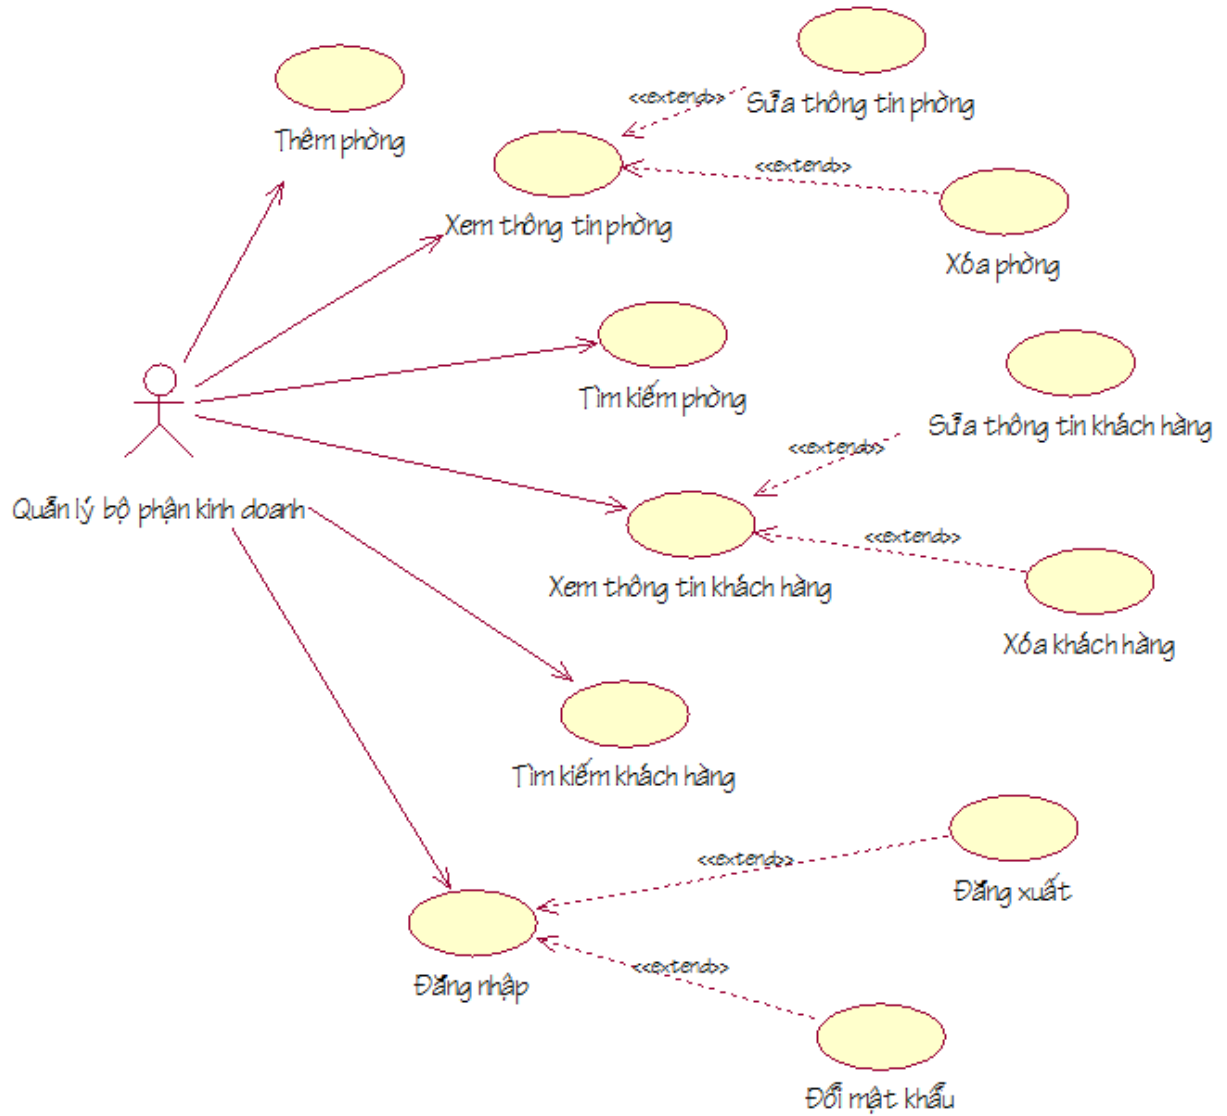 Sửa thông tin phòng
<<extend>>
Thêm phòng
<<extend>>
Xem thông tin phòng
Xóa phòng
Tìm kiếm phòng
Sửa thông tin khách hàng
<<extend>>
Quản lý bộ phận kinh doanh
<<extend>>
Xem thông tin khách hàng
Xóa khách hàng
Tìm kiếm khách hàng
<<extend>>
Đăng xuất
<<extend>>
Đăng nhập
Đổi mật khẩu